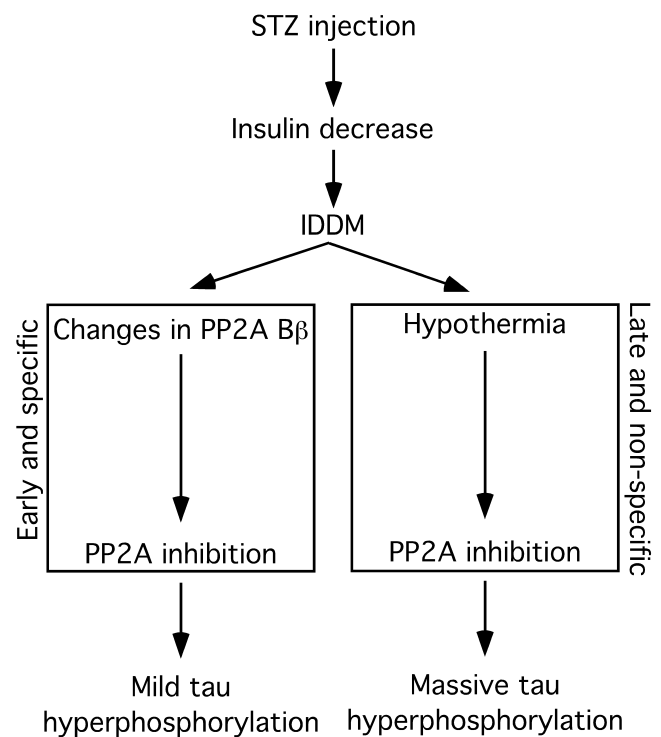 STZ injection
Insulin decrease
IDDM
Early and specific
Changes in PP2A Bβ
PP2A inhibition
Mild tau
hyperphosphorylation
Hypothermia
PP2A inhibition
Late and non-specific
Massive tau
hyperphosphorylation